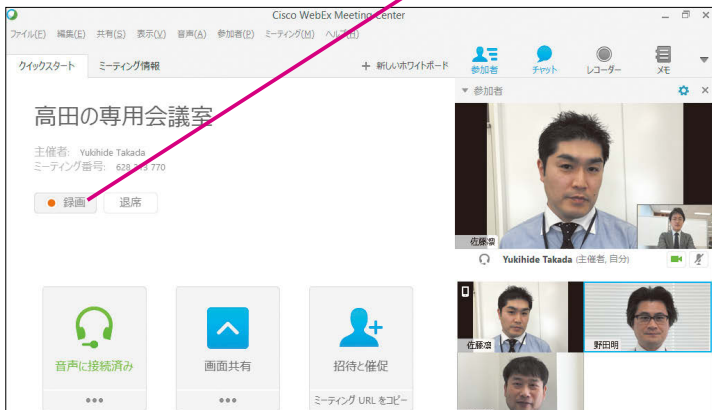 Cisco WebEx Meeting Center
ファイル(F) 編集(E) 共有(S) 表示(V) 音声(A) 参加者(P) ミーティング(M) ヘルプ(H)
クイックスタート ミーティング情報 + 新しいホワイトボード
参加者 チャット レコーダー メモ
参加者
高田の専用会議室
主催者: Yukihide Takada
ミーティング番号: 628 770
録画 退席
佐藤
Yukihide Takada (主催者, 自分)
佐藤
野田明
音声に接続済み 画面共有 招待と催促
ミーティング URL をコピー